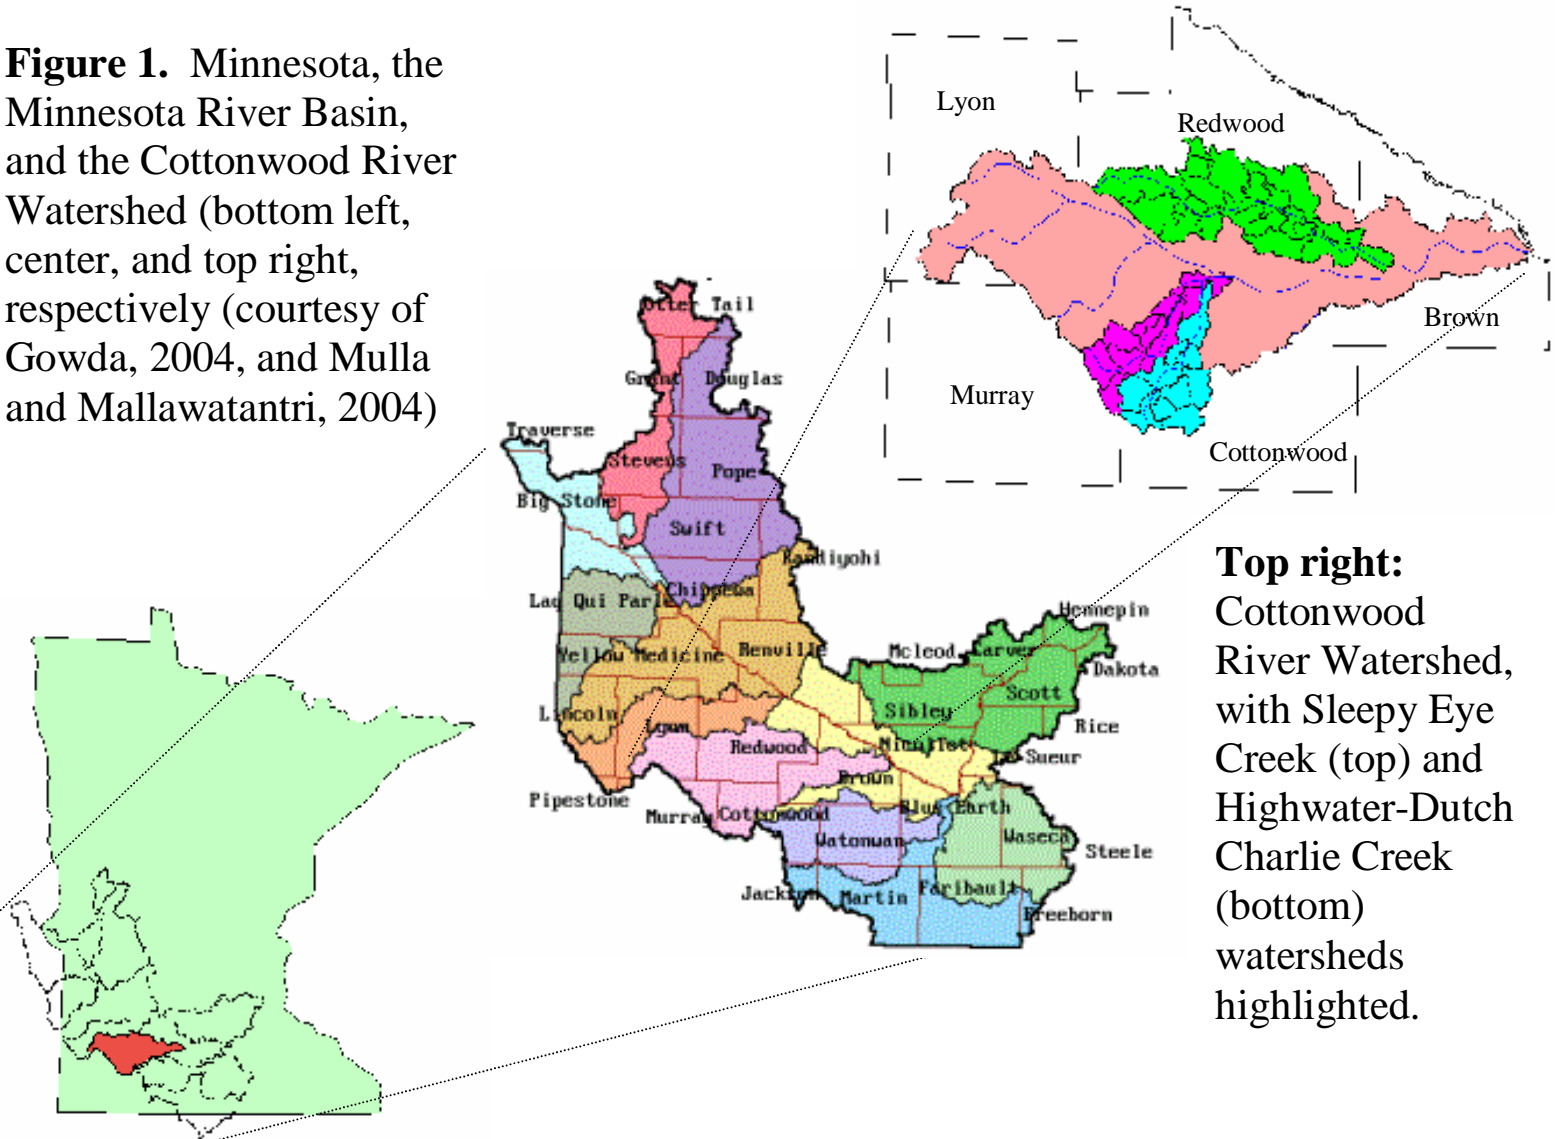 Figure 1. Minnesota, the
Minnesota River Basin,
and the Cottonwood River
Watershed (bottom left,
center, and top right,
respectively (courtesy of
Gowda, 2004, and Mulla
and Mallawatantri, 2004)
Lyon
Redwood
Brown
Murray
Cottonwood
Otter Tail
Grant
Douglas
Traverse
Stevens
Pope
Big Stone
Swift
Kandiyohi
Chippewa
Laq Qui Parle
Hennepin
Yellow Medicine
Renville
Mcleod
Carver
Dakota
Scott
Lincoln
Lyon
Sibley
Rice
Redwood
Nicollet
Le Sueur
Brown
Pipestone
Murray
Cottonwood
Blue Earth
Watonwan
Waseca
Steele
Jackson
Martin
Faribault
Freeborn
Top right:
Cottonwood
River Watershed,
with Sleepy Eye
Creek (top) and
Highwater-Dutch
Charlie Creek
(bottom)
watersheds
highlighted.